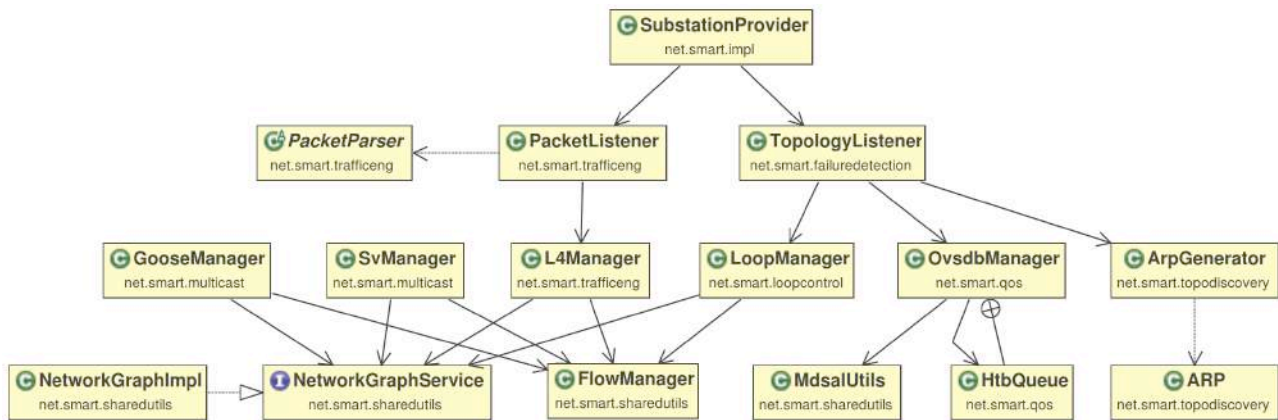 SubstationProvider
net.smart.impl
PacketParser
net.smart.trafficeng
PacketListener
net.smart.trafficeng
TopologyListener
net.smart.failuredetection
GooseManager
net.smart.multicast
SvManager
net.smart.multicast
L4Manager
net.smart.trafficeng
LoopManager
net.smart.loopcontrol
OvsdbManager
net.smart.qos
ArpGenerator
net.smart.topodiscovery
NetworkGraphImpl
net.smart.sharedutils
NetworkGraphService
net.smart.sharedutils
FlowManager
net.smart.sharedutils
MdsalUtils
net.smart.sharedutils
HtbQueue
net.smart.qos
ARP
net.smart.topodiscovery